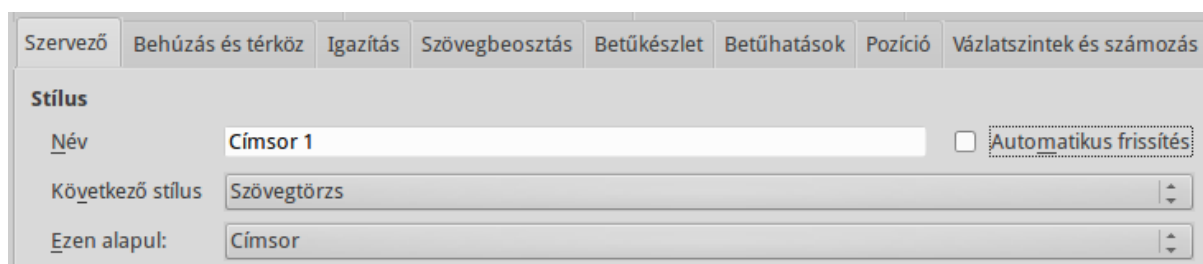 Szervező Behúzás és térköz Igazítás Szövegbeosztás Betűkészlet Betűhatások Pozíció Vázlatszintek és számozás
Stílus
Név Címsor 1 Automatikus frissítés
Következő stílus Szövegtörzs
Ezen alapul: Címsor